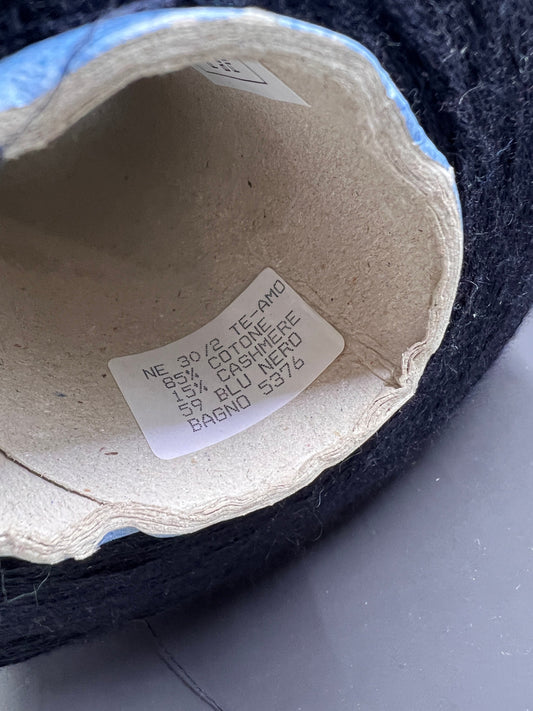 NE 30/2 TE-AMO
85% COTONE
15% CASHMERE
59 BLU NERO
BAGNO 5376